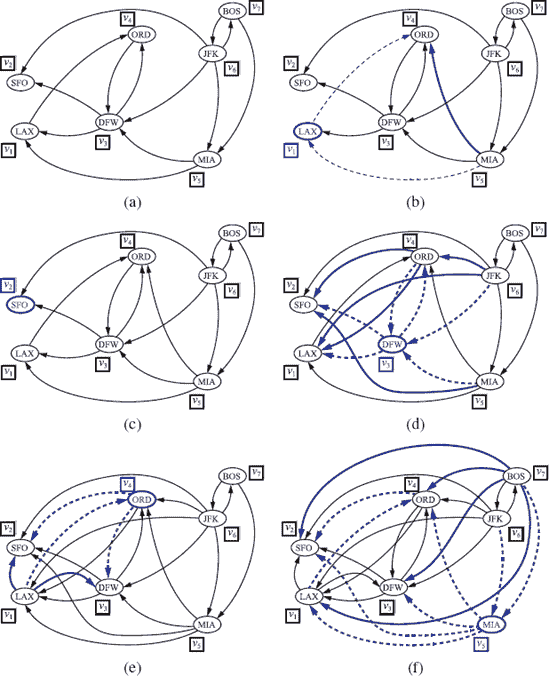 BOS v7
v4 ORD
v2 JFK
SFO v6
DFW
LAX v3
v1 MIA
v5
(a)
BOS v7
v4 ORD
v2 JFK
SFO v6
DFW
LAX v3
v1 MIA
v5
(b)
BOS v7
v4 ORD
v2 JFK
SFO v6
DFW
LAX v3
v1 MIA
v5
(c)
BOS v7
v4 ORD
v2 JFK
SFO v6
DFW
LAX v3
v1 MIA
v5
(d)
v4 BOS v7
ORD
v2 JFK
SFO v6
DFW
LAX v3
v1 MIA
v5
(e)
v4 BOS v7
ORD
v2 JFK
SFO v6
DFW
LAX v3
v1 MIA
v5
(f)